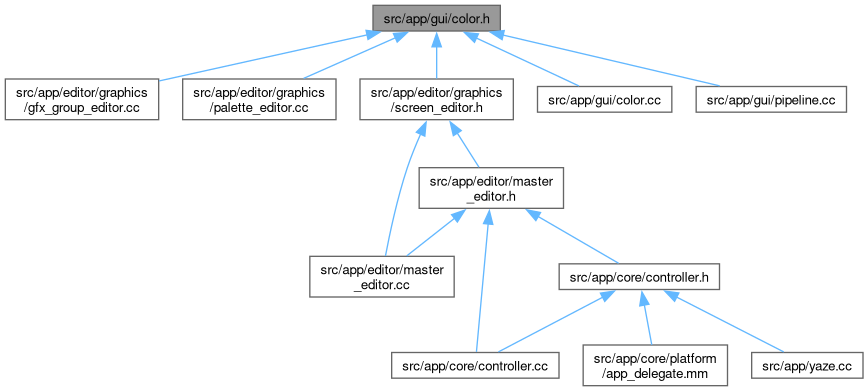 src/app/gui/color.h
src/app/editor/graphics
/gfx_group_editor.cc
src/app/editor/graphics
/palette_editor.cc
src/app/editor/graphics
/screen_editor.h
src/app/gui/color.cc
src/app/gui/pipeline.cc
src/app/editor/master
_editor.h
src/app/editor/master
_editor.cc
src/app/core/controller.h
src/app/core/controller.cc
src/app/core/platform
/app_delegate.mm
src/app/yaze.cc